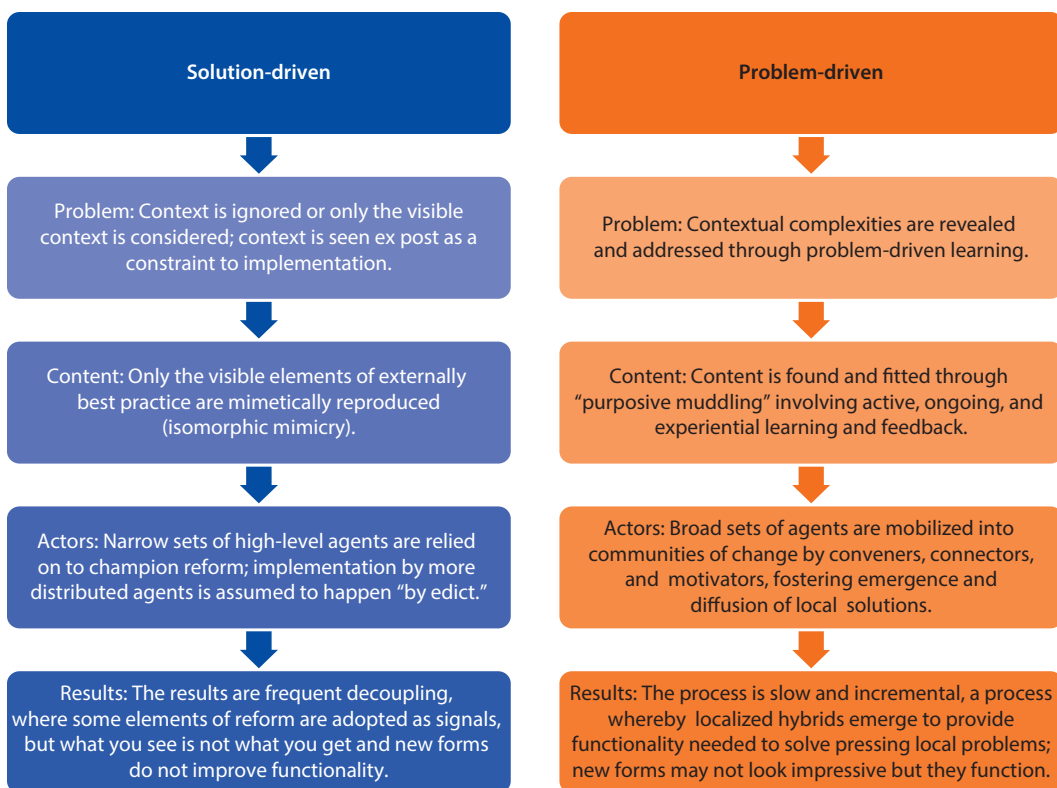 Solution-driven
Problem: Context is ignored or only the visible
context is considered; context is seen ex post as a
constraint to implementation.
Content: Only the visible elements of externally
best practice are mimetically reproduced
(isomorphic mimicry).
Actors: Narrow sets of high-level agents are relied
on to champion reform; implementation by more
distributed agents is assumed to happen “by edict.”
Results: The results are frequent decoupling,
where some elements of reform are adopted as signals,
but what you see is not what you get and new forms
do not improve functionality.
Problem-driven
Problem: Contextual complexities are revealed
and addressed through problem-driven learning.
Content: Content is found and fitted through
“purposive muddling” involving active, ongoing, and
experiential learning and feedback.
Actors: Broad sets of agents are mobilized into
communities of change by conveners, connectors,
and motivators, fostering emergence and
diffusion of local solutions.
Results: The process is slow and incremental, a process
whereby localized hybrids emerge to provide
functionality needed to solve pressing local problems;
new forms may not look impressive but they function.